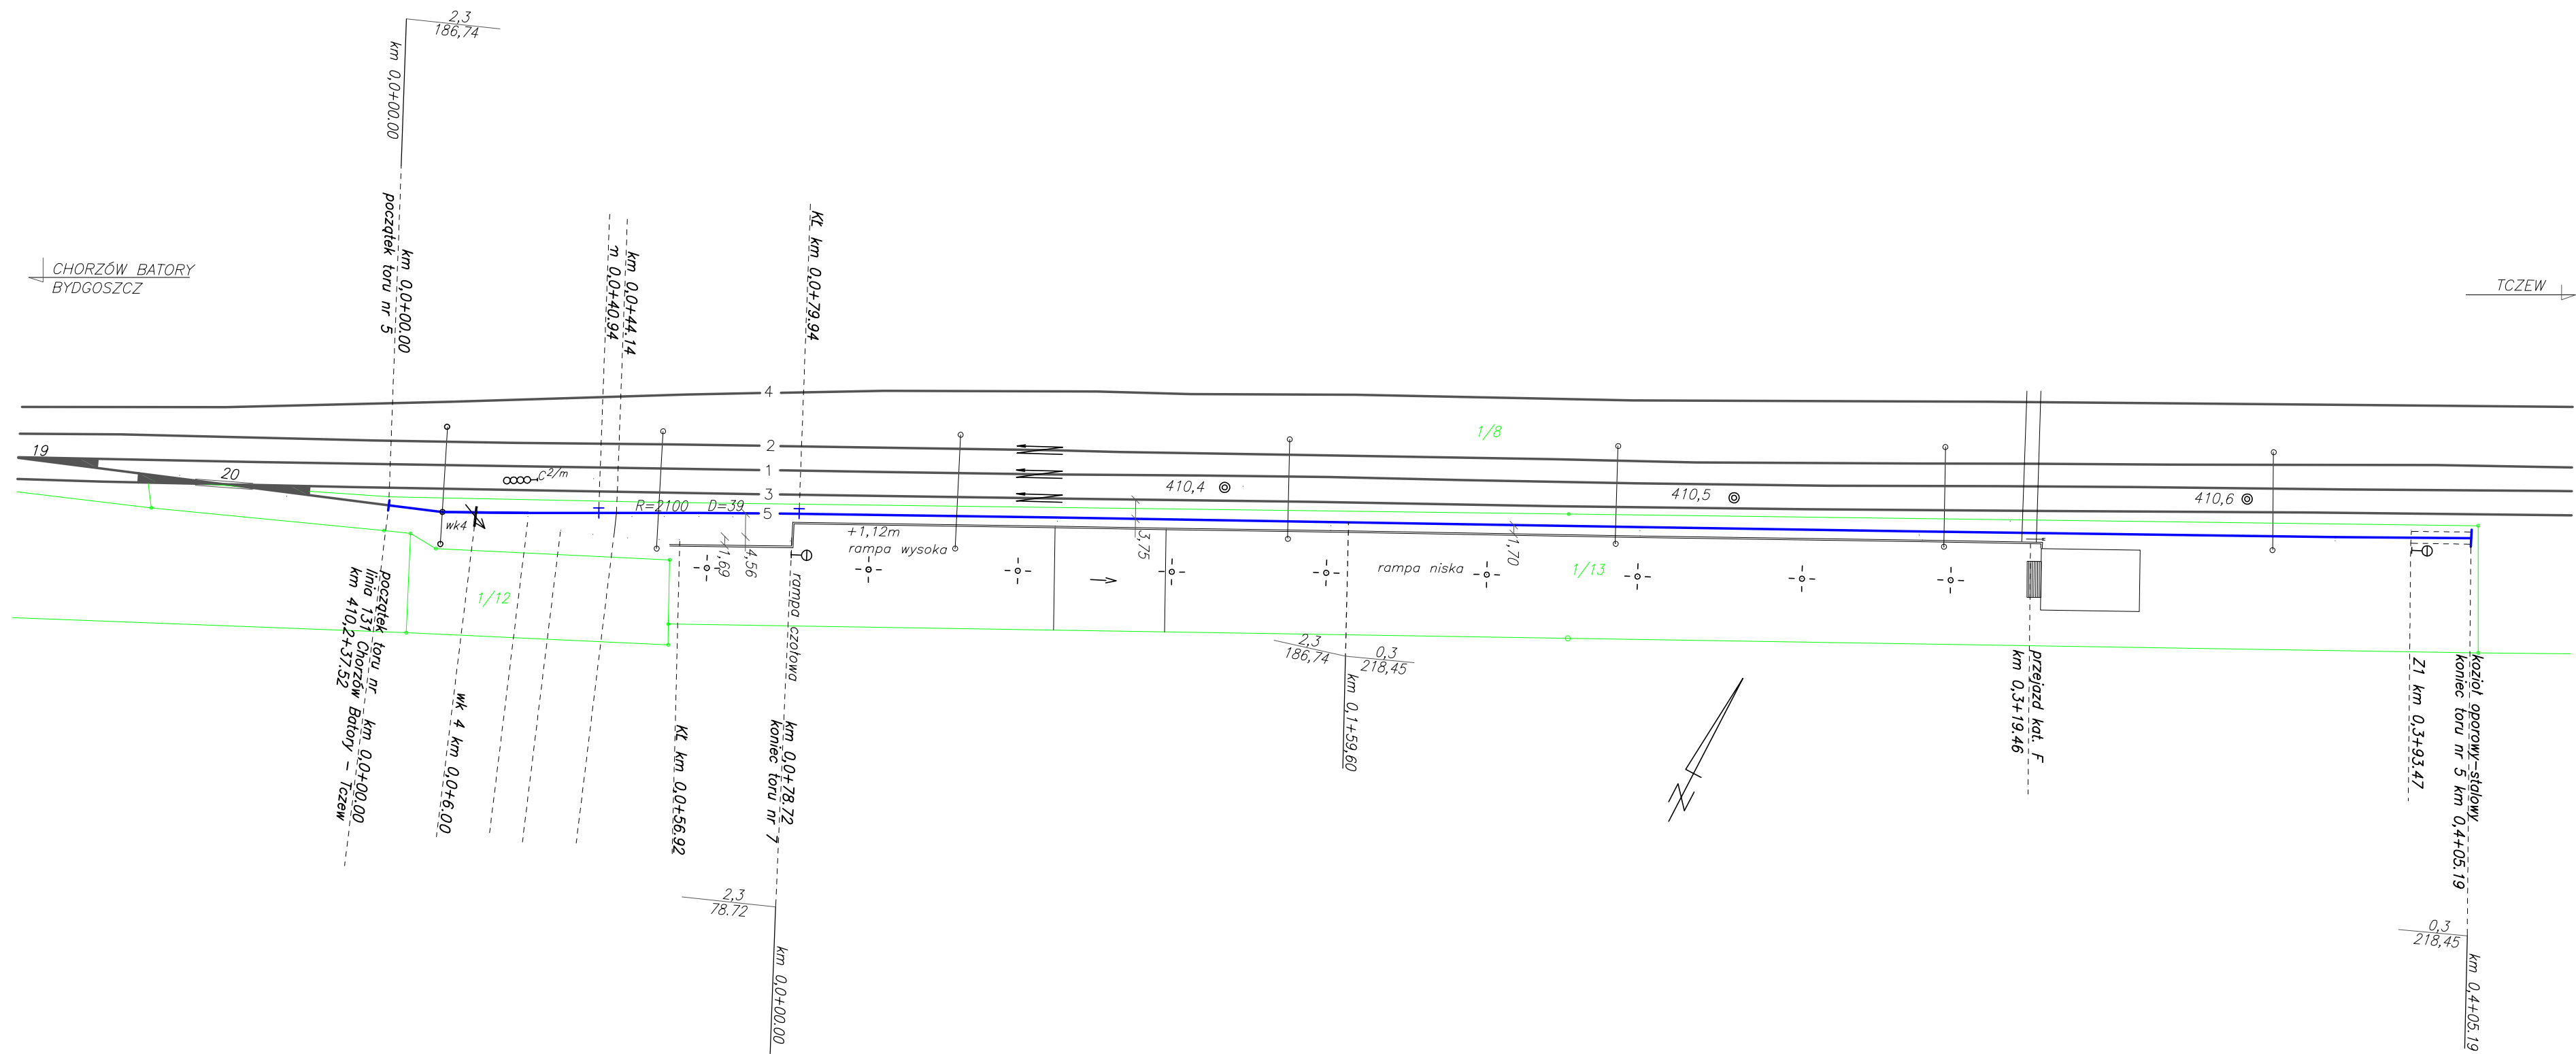 2,3
186,74
km 0,0+00.00
początek toru nr 5
km 0,0+00.00
m 0,0+40.94
km 0,0+44.14
KŁ km 0,0+79.94
CHORZÓW BATORY
BYDGOSZCZ
TCZEW
4
2
1
3
5
19
20
C2/m
wk4
R=2100 D=39
1/8
410,4
410,5
410,6
+1,12m
rampa wysoka
1,69
4,56
3,75
1,70
rampa niska
1/13
1/12
rampa czołowa
początek toru nr km 0,0+00.00
linia 131 Chorzów Batory – Tczew
km 410,2+37.52
wk 4 km 0,0+6.00
KŁ km 0,0+56.92
km 0,0+78.72
koniec toru nr 7
2,3
186,74
0,3
218,45
km 0,1+59,60
przejazd kat. F
km 0,3+19.46
Z1 km 0,3+93.47
kozioł oporowy-stalowy
koniec toru nr 5 km 0,4+05.19
2,3
78.72
km 0,0+00.00
0,3
218,45
km 0,4+05.19